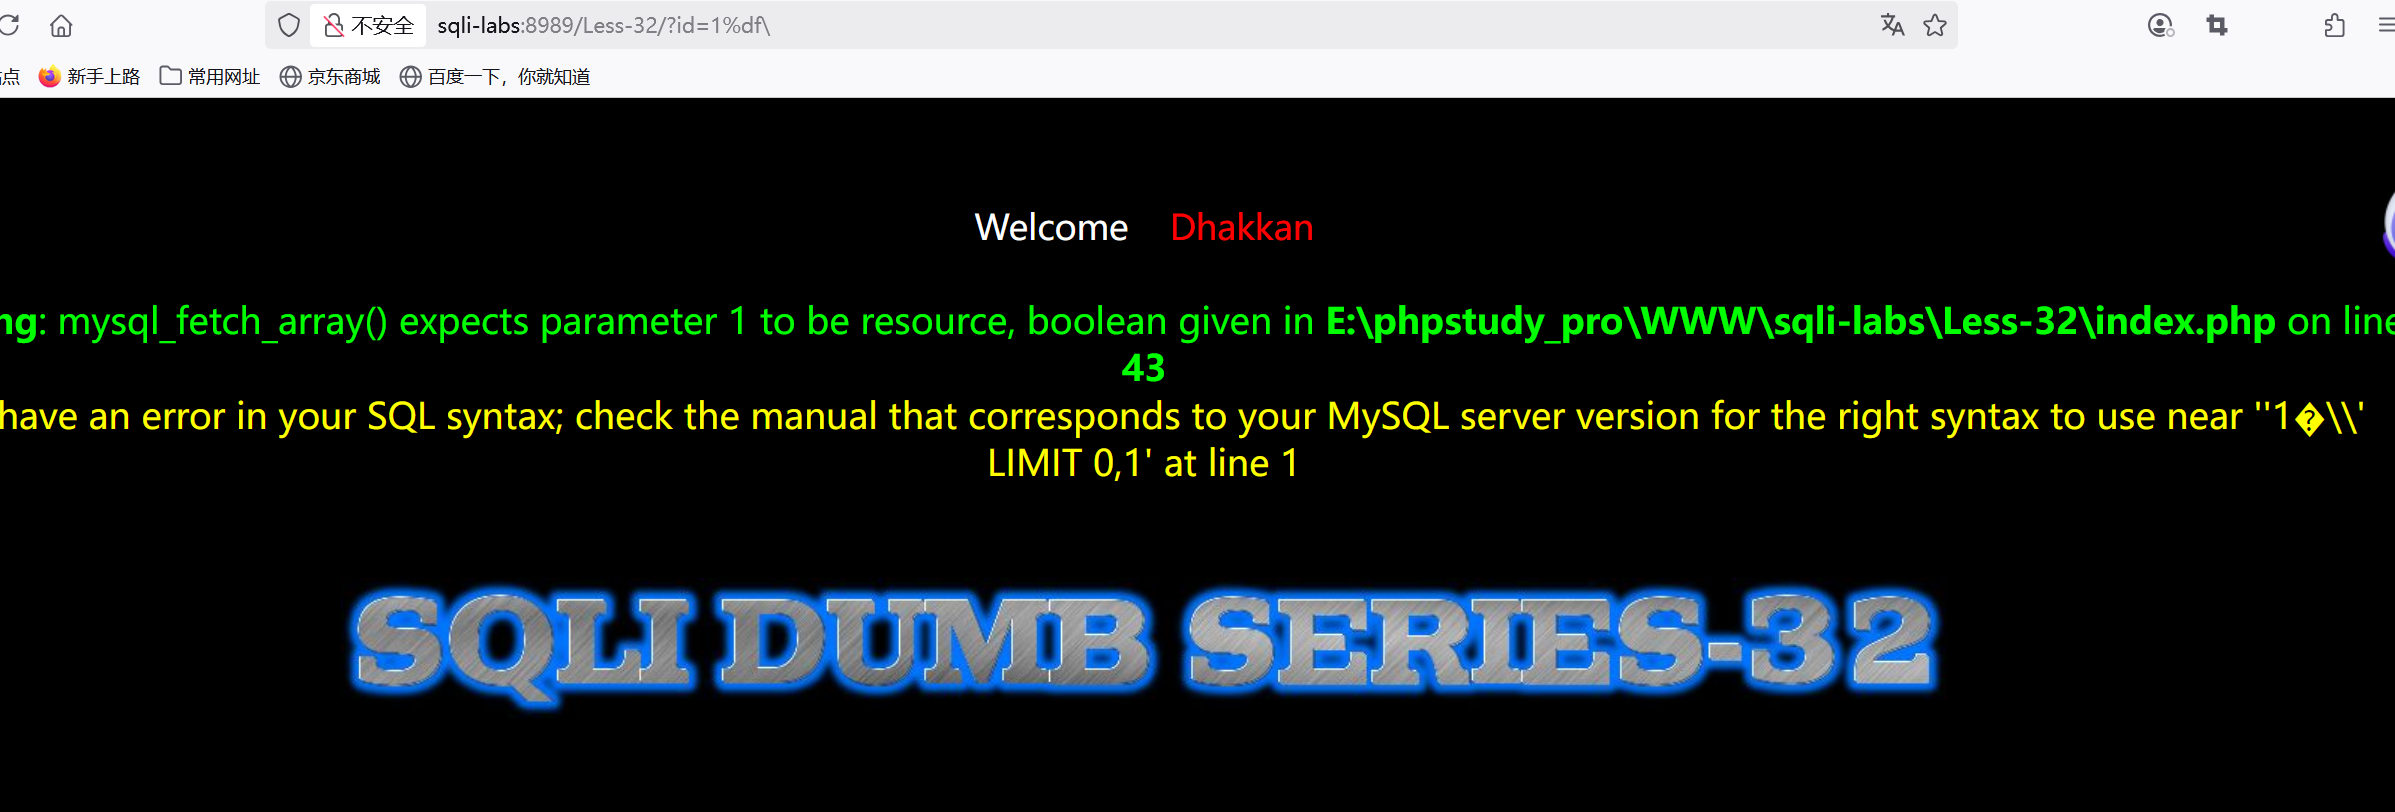 不安全 sqli-labs:8989/Less-32/?id=1%df\
点 新手上路 常用网址 京东商城 百度一下，你就知道
Welcome Dhakkan
ng: mysql_fetch_array() expects parameter 1 to be resource, boolean given in E:\phpstudy_pro\WWW\sqli-labs\Less-32\index.php on line
43
have an error in your SQL syntax; check the manual that corresponds to your MySQL server version for the right syntax to use near ''1�\\'
LIMIT 0,1' at line 1
SQLI DUMB SERIES-32